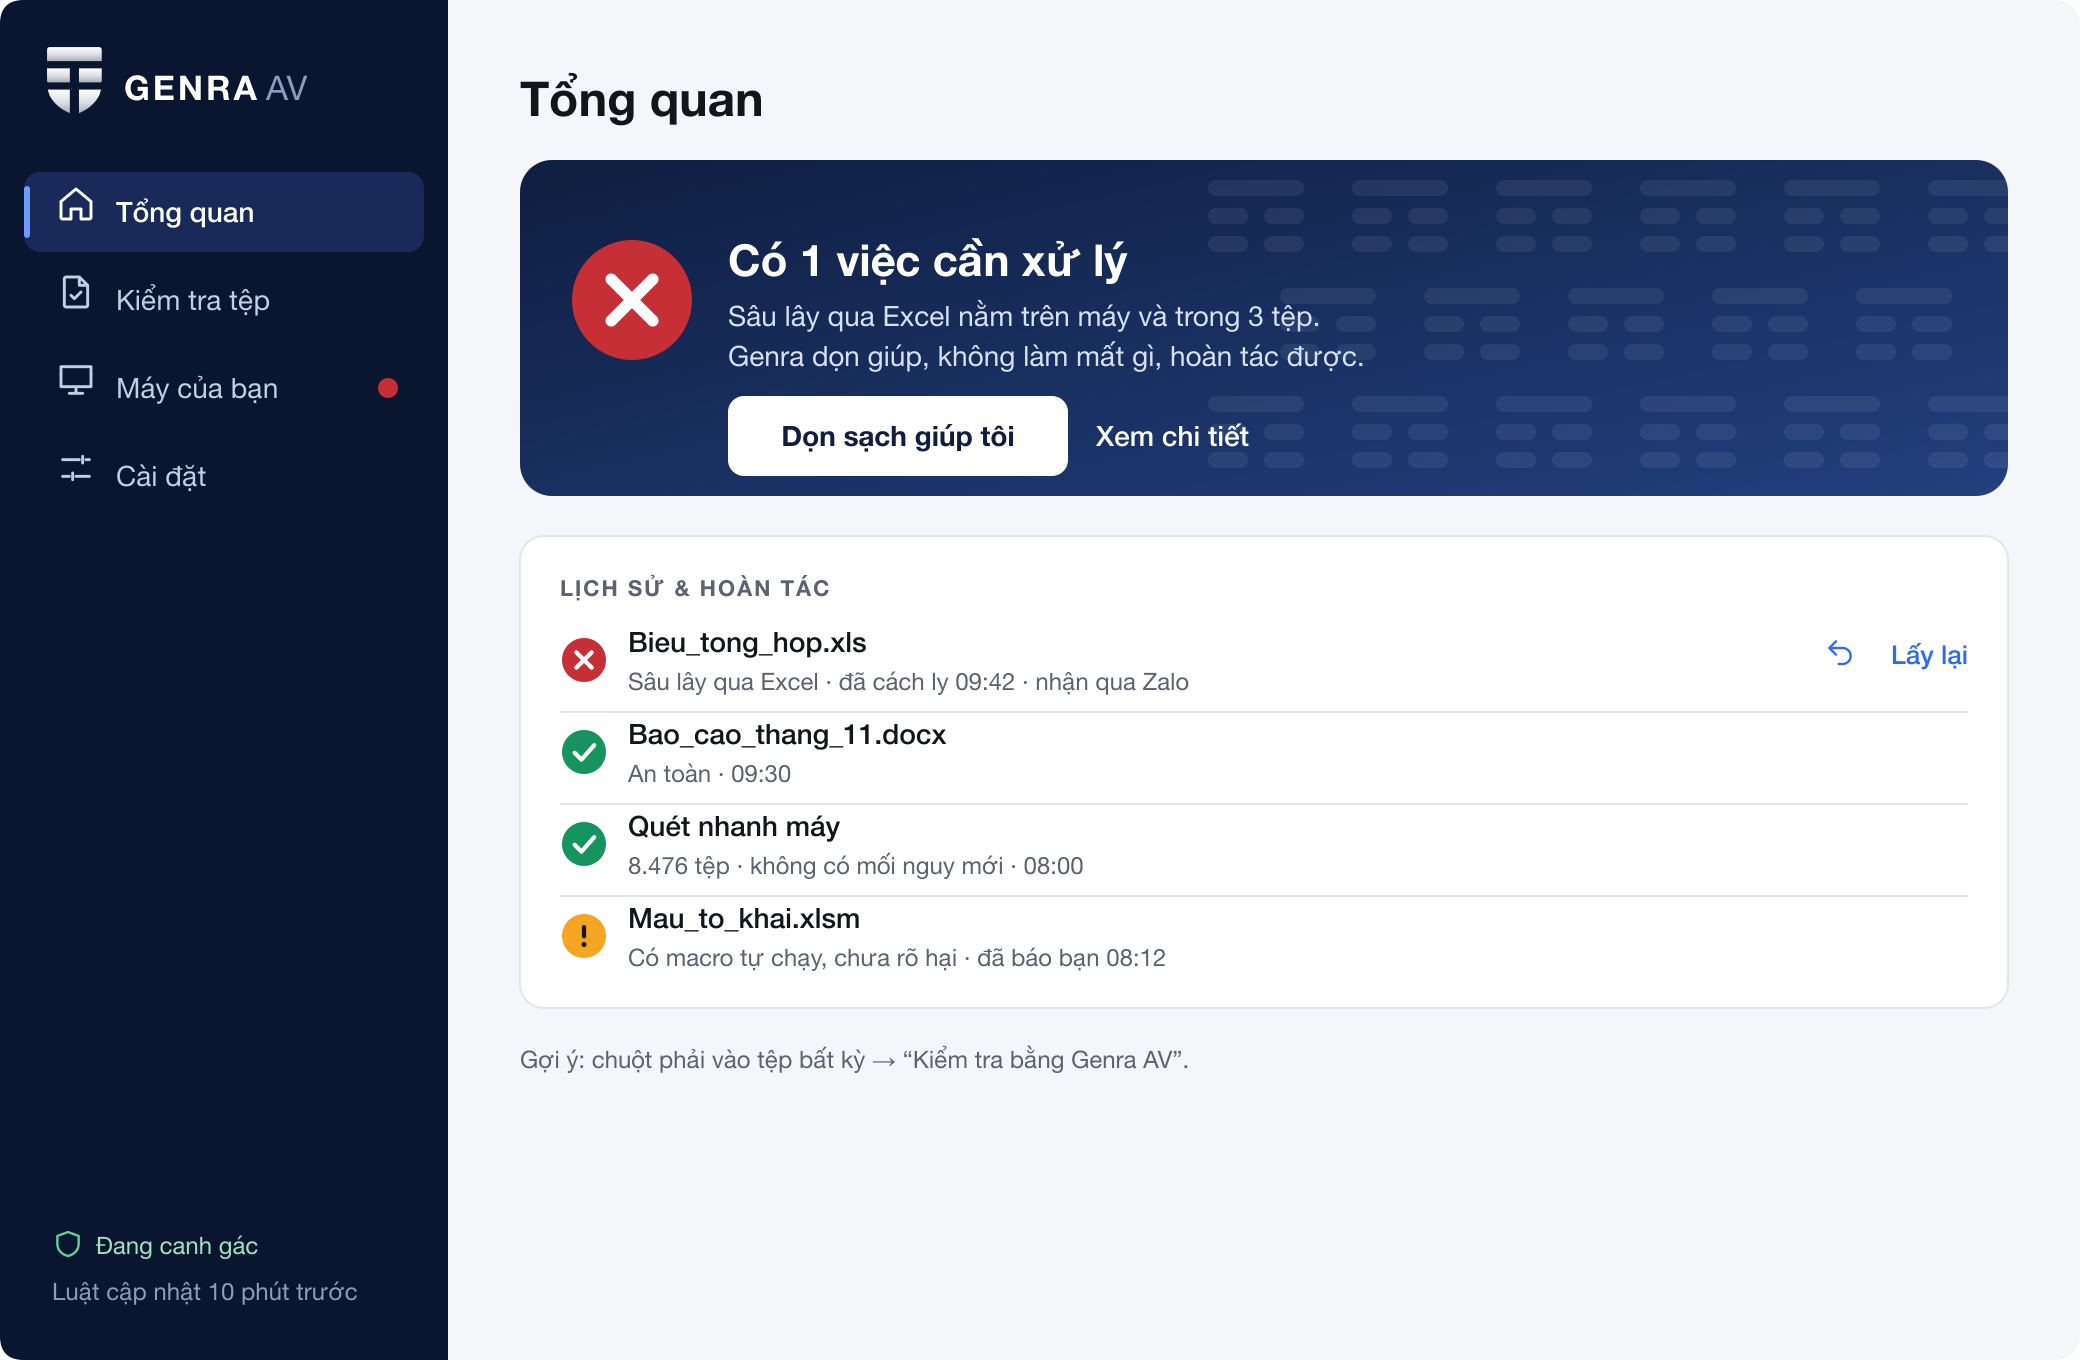 GENRA AV
Tổng quan
Kiểm tra tệp
Máy của bạn
Cài đặt
Đang canh gác
Luật cập nhật 10 phút trước
Tổng quan
Có 1 việc cần xử lý
Sâu lây qua Excel nằm trên máy và trong 3 tệp.
Genra dọn giúp, không làm mất gì, hoàn tác được.
Dọn sạch giúp tôi
Xem chi tiết
LỊCH SỬ & HOÀN TÁC
Bieu_tong_hop.xls
Sâu lây qua Excel · đã cách ly 09:42 · nhận qua Zalo
Lấy lại
Bao_cao_thang_11.docx
An toàn · 09:30
Quét nhanh máy
8.476 tệp · không có mối nguy mới · 08:00
Mau_to_khai.xlsm
Có macro tự chạy, chưa rõ hại · đã báo bạn 08:12
Gợi ý: chuột phải vào tệp bất kỳ → “Kiểm tra bằng Genra AV”.